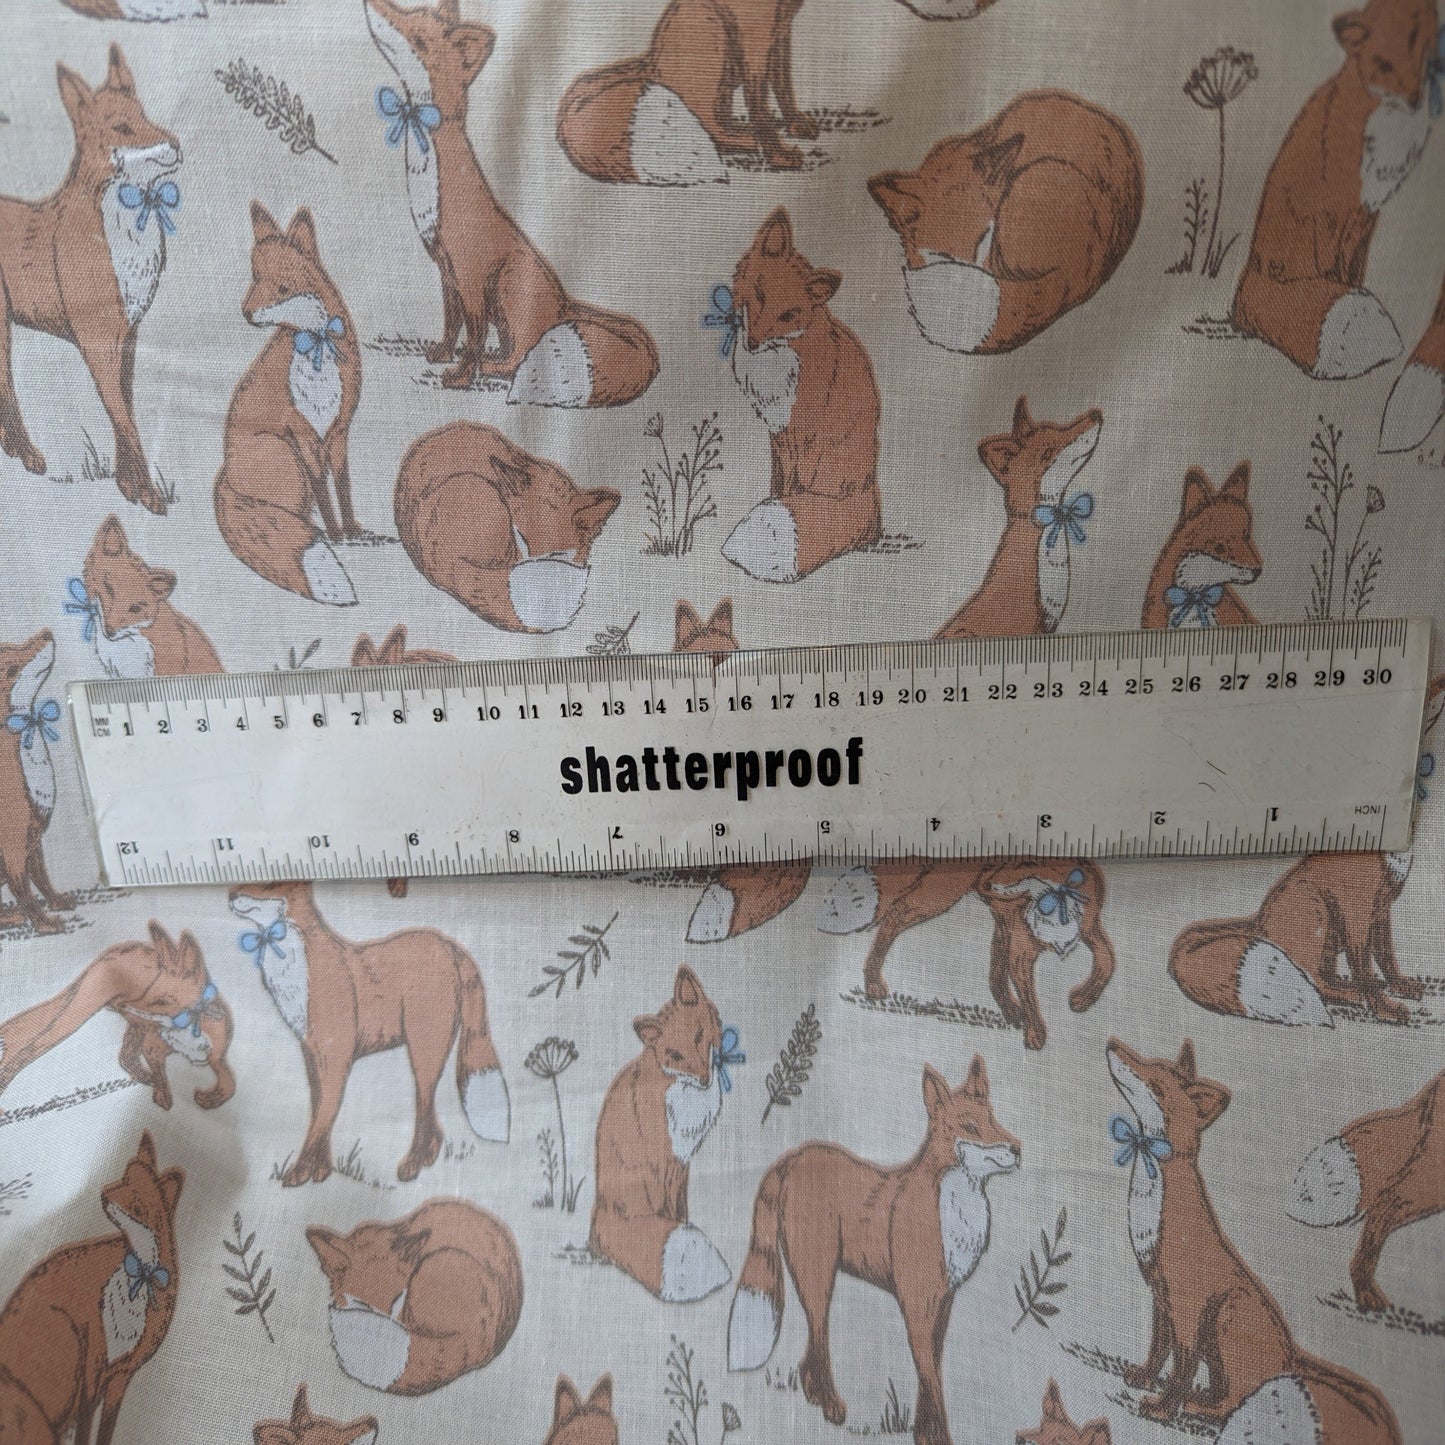 MM
CM
1 2 3 4 5 6 7 8 9 10 11 12 13 14 15 16 17 18 19 20 21 22 23 24 25 26 27 28 29 30
shatterproof
INCH 1 2 3 4 5 6 7 8 9 10 11 12